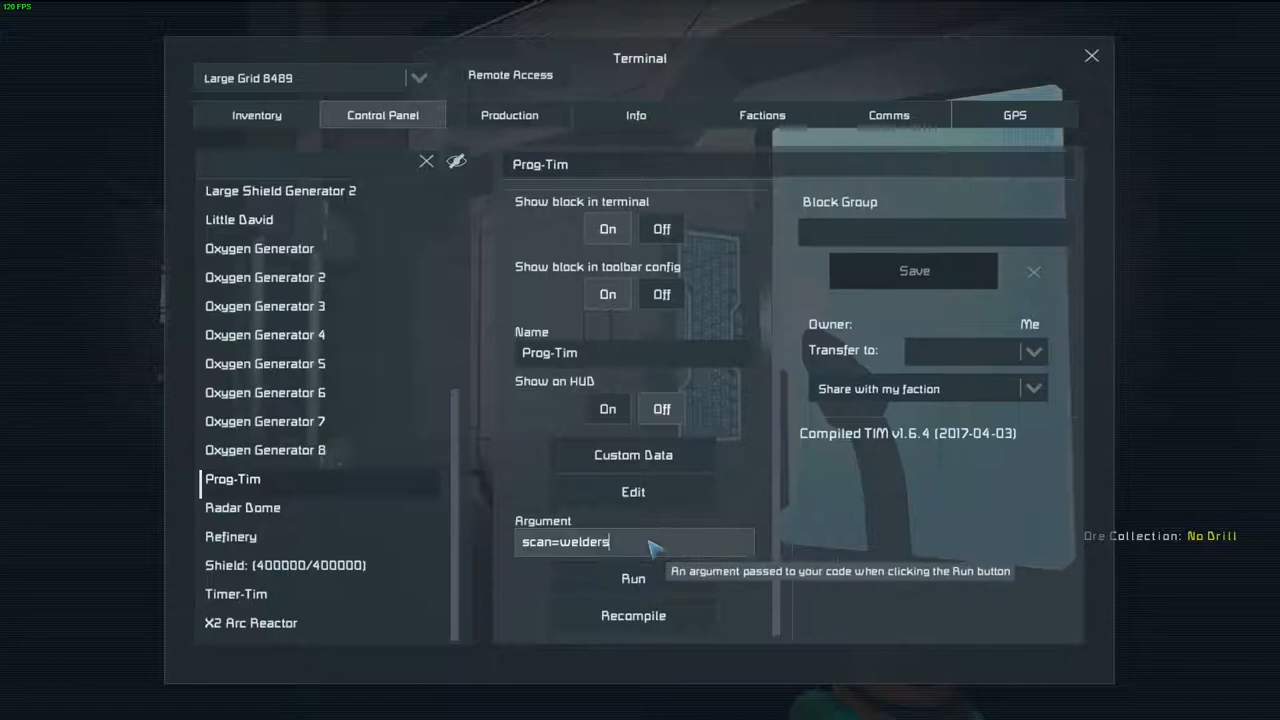 120 FPS
Terminal
Large Grid 8489
Remote Access
Inventory
Control Panel
Production
Info
Factions
Comms
GPS
Large Shield Generator 2
Little David
Oxygen Generator
Oxygen Generator 2
Oxygen Generator 3
Oxygen Generator 4
Oxygen Generator 5
Oxygen Generator 6
Oxygen Generator 7
Oxygen Generator 8
Prog-Tim
Radar Dome
Refinery
Shield: (400000/400000)
Timer-Tim
X2 Arc Reactor
Prog-Tim
Show block in terminal
On Off
Show block in toolbar config
On Off
Name
Prog-Tim
Show on HUD
On Off
Custom Data
Edit
Argument
scan=welders
An argument passed to your code when clicking the Run button
Run
Recompile
Block Group
Save
Owner: Me
Transfer to:
Share with my faction
Compiled TIM v1.6.4 (2017-04-03)
Ore Collection: No Drill